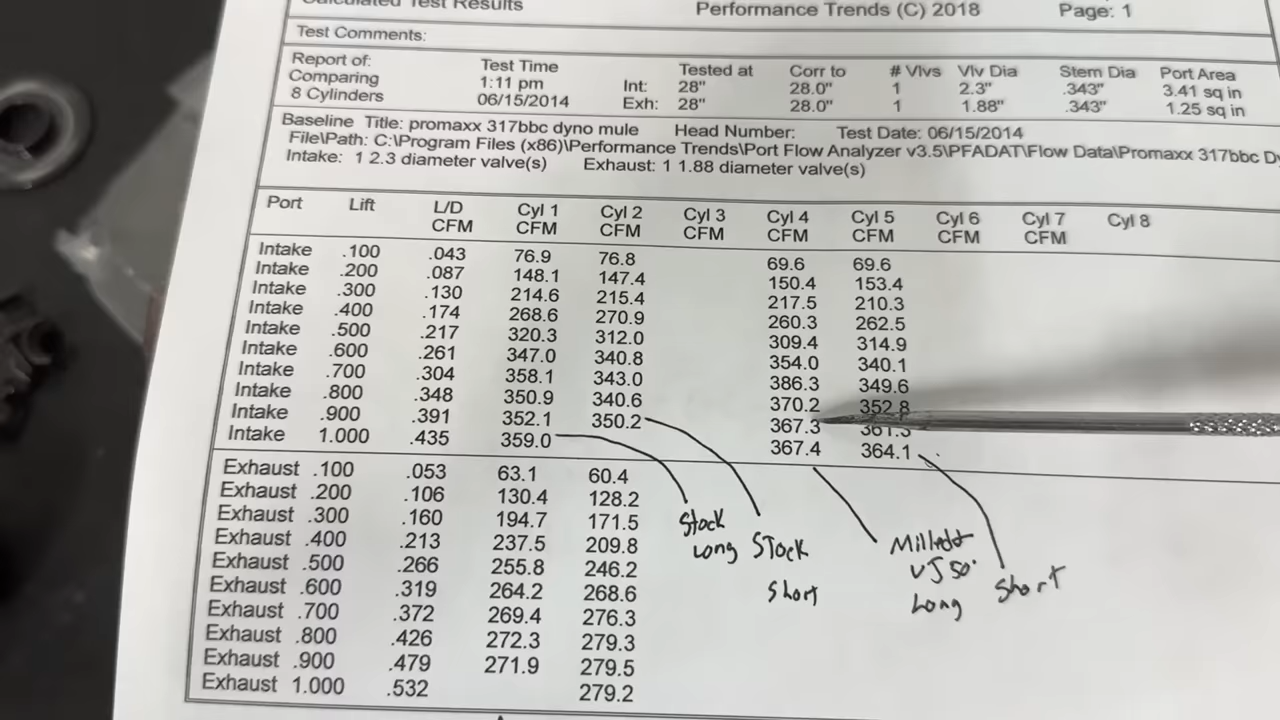 Calculated Test Results Performance Trends (C) 2018 Page: 1
Test Comments:
Report of: Test Time Tested at Corr to # Vlvs Vlv Dia Stem Dia Port Area
Comparing 1:11 pm Int: 28" 28.0" 1 2.3" .343" 3.41 sq in
8 Cylinders 06/15/2014 Exh: 28" 28.0" 1 1.88" .343" 1.25 sq in
Baseline Title: promaxx 317bbc dyno mule Head Number: Test Date: 06/15/2014
File\Path: C:\Program Files (x86)\Performance Trends\Port Flow Analyzer v3.5\PFADAT\Flow Data\Promaxx 317bbc Dy
Intake: 1 2.3 diameter valve(s) Exhaust: 1 1.88 diameter valve(s)
Port Lift L/D Cyl 1 Cyl 2 Cyl 3 Cyl 4 Cyl 5 Cyl 6 Cyl 7 Cyl 8
CFM CFM CFM CFM CFM CFM CFM CFM
Intake .100 .043 76.9 76.8 69.6 69.6
Intake .200 .087 148.1 147.4 150.4 153.4
Intake .300 .130 214.6 215.4 217.5 210.3
Intake .400 .174 268.6 270.9 260.3 262.5
Intake .500 .217 320.3 312.0 309.4 314.9
Intake .600 .261 347.0 340.8 354.0 340.1
Intake .700 .304 358.1 343.0 386.3 349.6
Intake .800 .348 350.9 340.6 370.2 352.8
Intake .900 .391 352.1 350.2 367.3 361.3
Intake 1.000 .435 359.0 367.4 364.1
Exhaust .100 .053 63.1 60.4
Exhaust .200 .106 130.4 128.2
Exhaust .300 .160 194.7 171.5
Exhaust .400 .213 237.5 209.8
Exhaust .500 .266 255.8 246.2
Exhaust .600 .319 264.2 268.6
Exhaust .700 .372 269.4 276.3
Exhaust .800 .426 272.3 279.3
Exhaust .900 .479 271.9 279.5
Exhaust 1.000 .532 279.2
Stock
Long
Stock
Short
VJ 50°
Long
Short